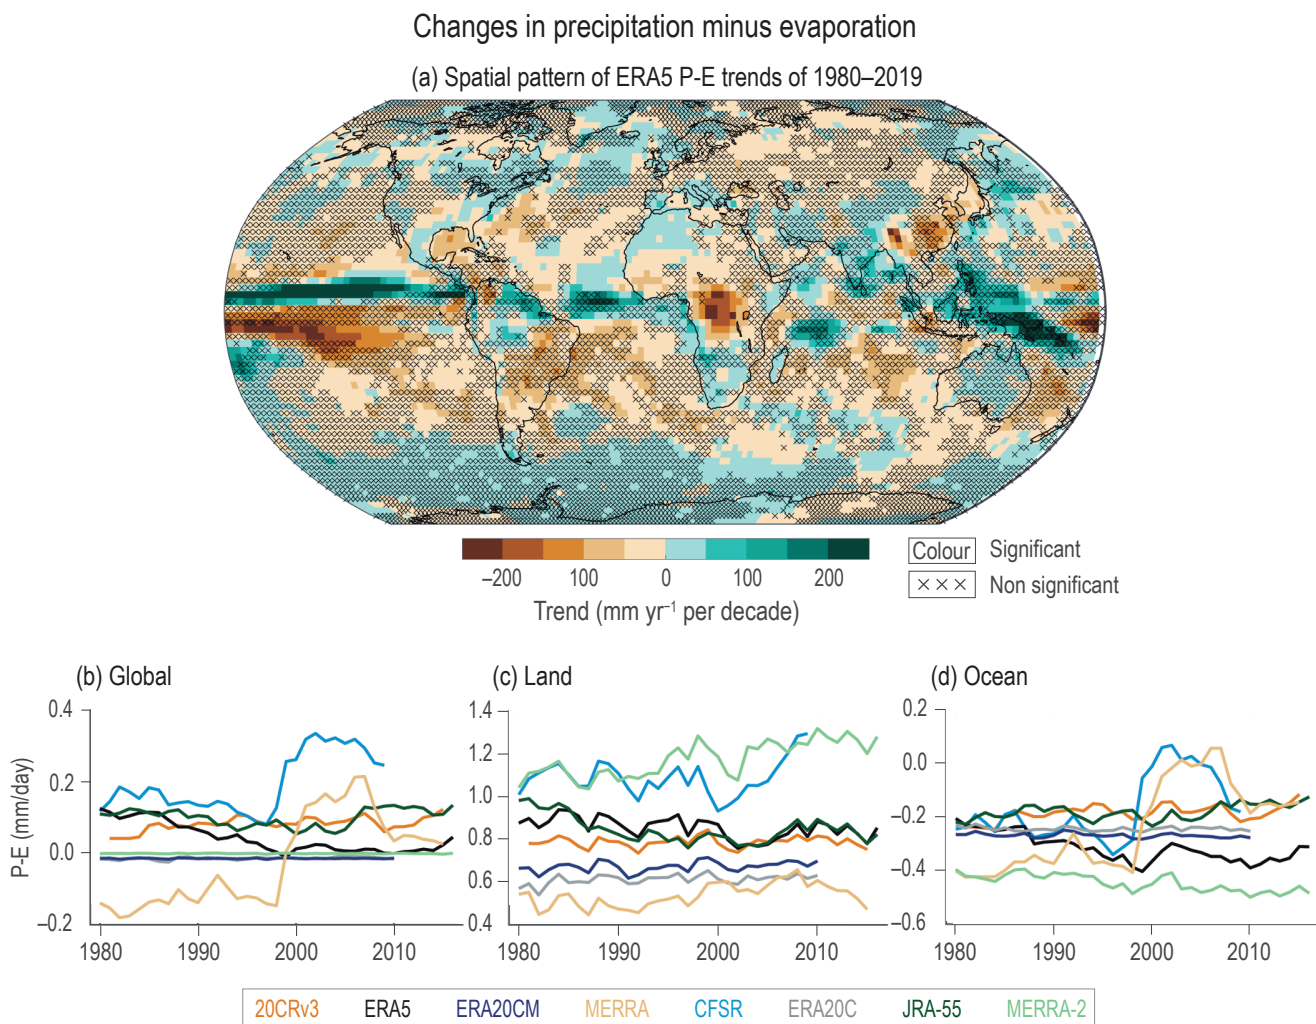 Changes in precipitation minus evaporation
(a) Spatial pattern of ERA5 P-E trends of 1980–2019
–200 100 0 100 200
Trend (mm yr⁻¹ per decade)
Colour Significant
× × × Non significant
(b) Global
0.4
0.2
0.0
–0.2
P-E (mm/day)
1980 1990 2000 2010
(c) Land
1.4
1.2
1.0
0.8
0.6
0.4
1980 1990 2000 2010
(d) Ocean
0.2
0.0
–0.2
–0.4
–0.6
1980 1990 2000 2010
20CRv3 ERA5 ERA20CM MERRA CFSR ERA20C JRA-55 MERRA-2